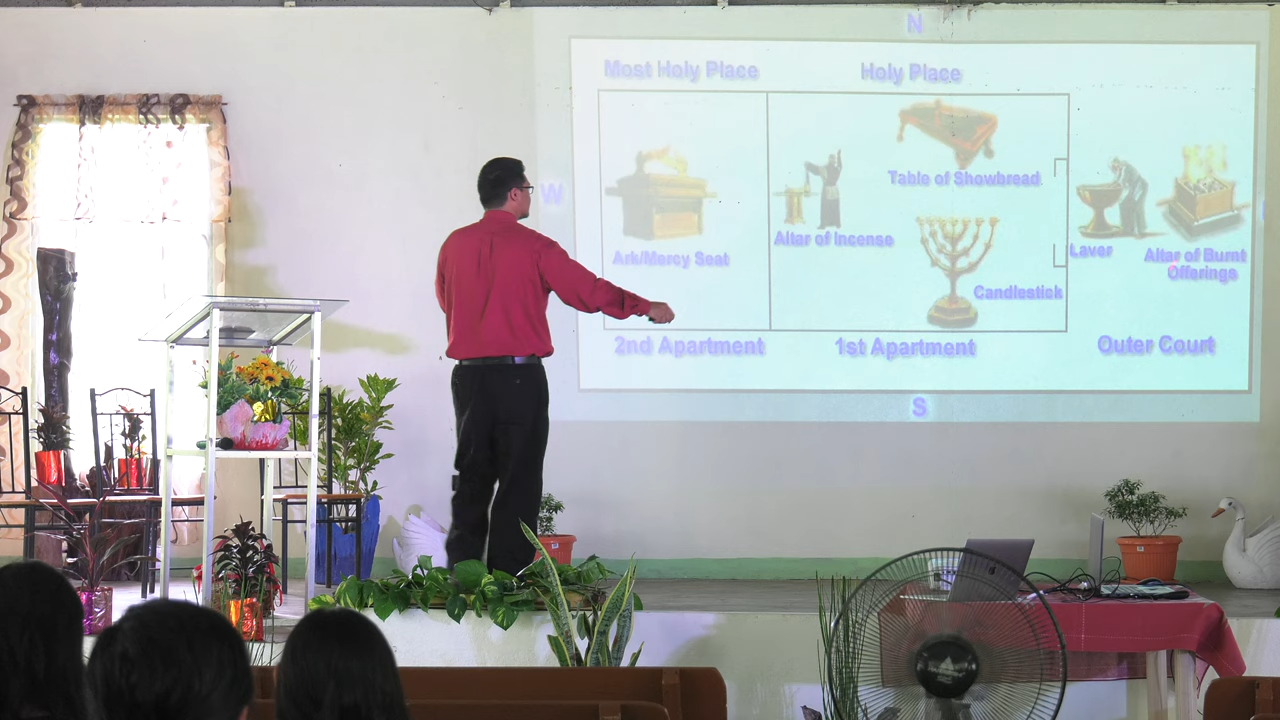 N
Most Holy Place
Holy Place
Table of Showbread
W
Altar of Incense
Laver
Altar of Burnt
Offerings
Ark/Mercy Seat
Candlestick
2nd Apartment
1st Apartment
Outer Court
S